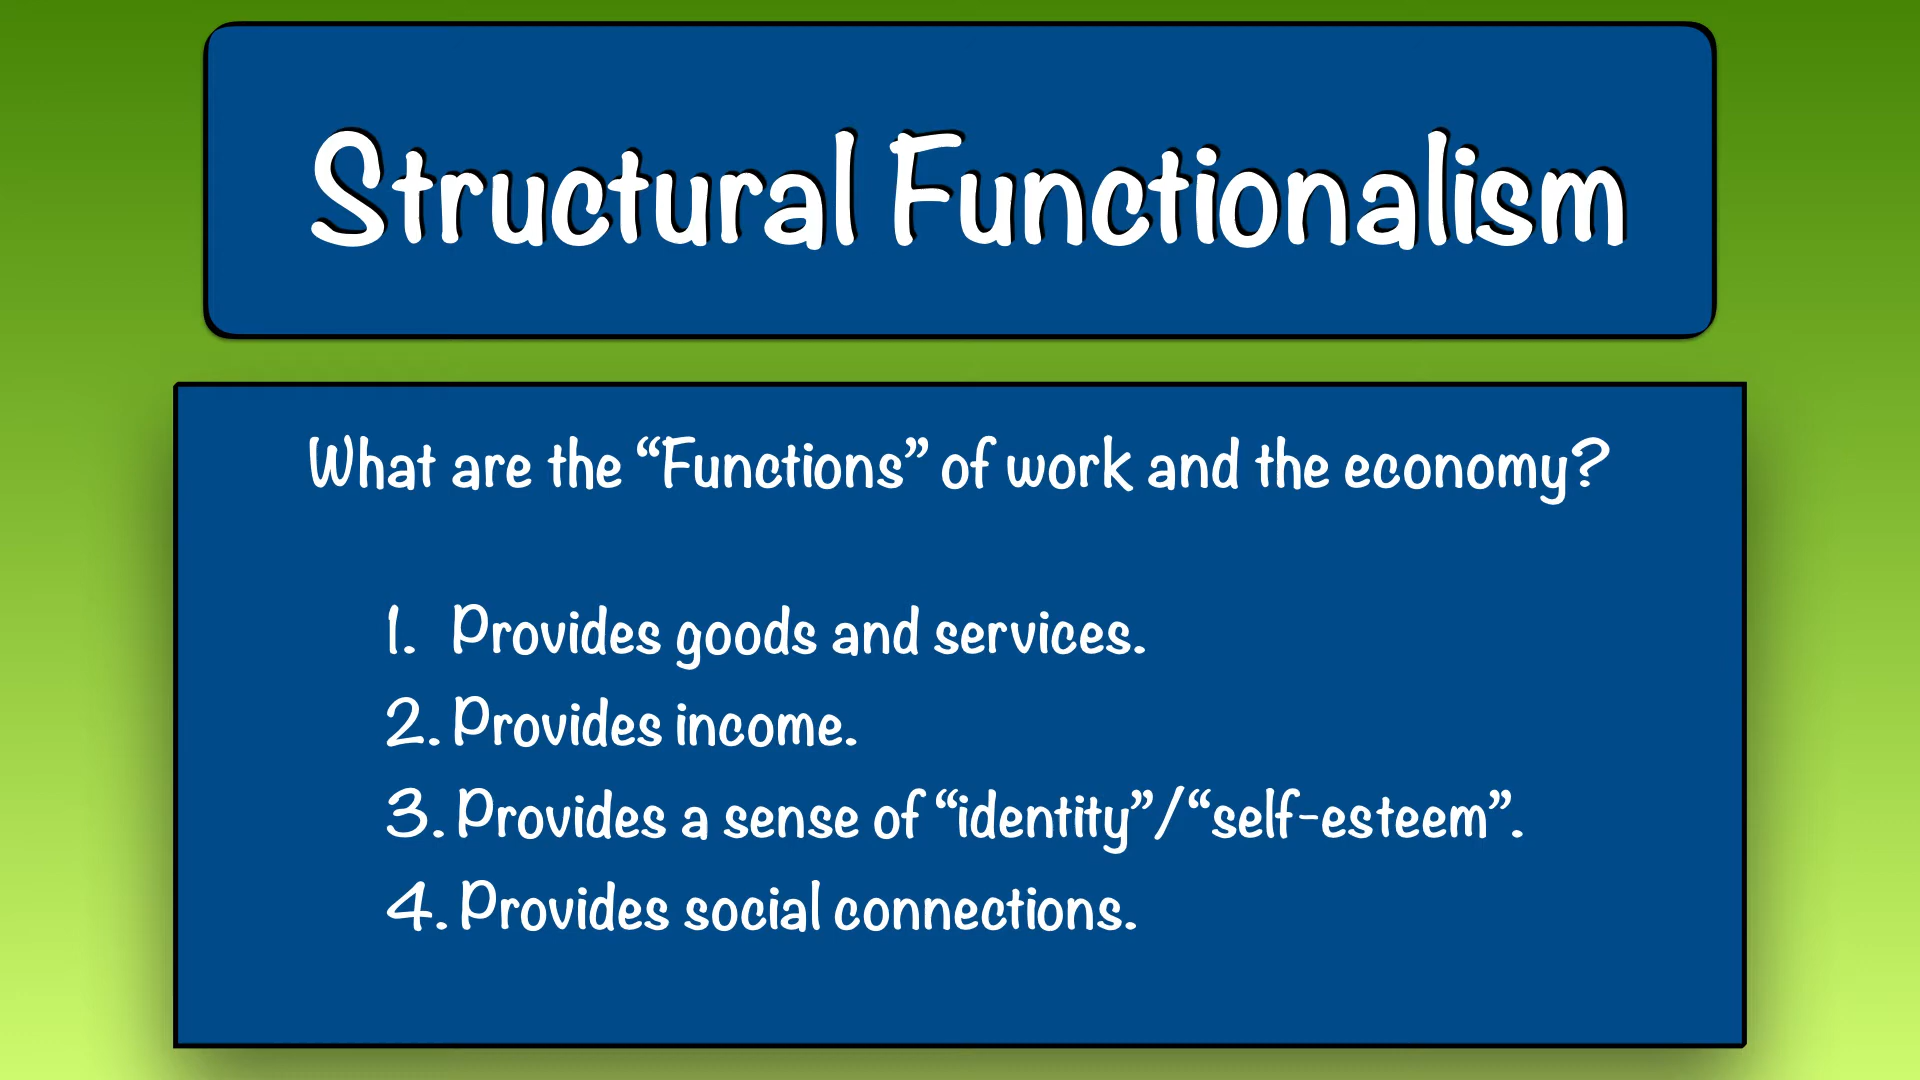 Structural Functionalism
What are the “Functions” of work and the economy?
1. Provides goods and services.
2. Provides income.
3. Provides a sense of “identity”/“self-esteem”.
4. Provides social connections.